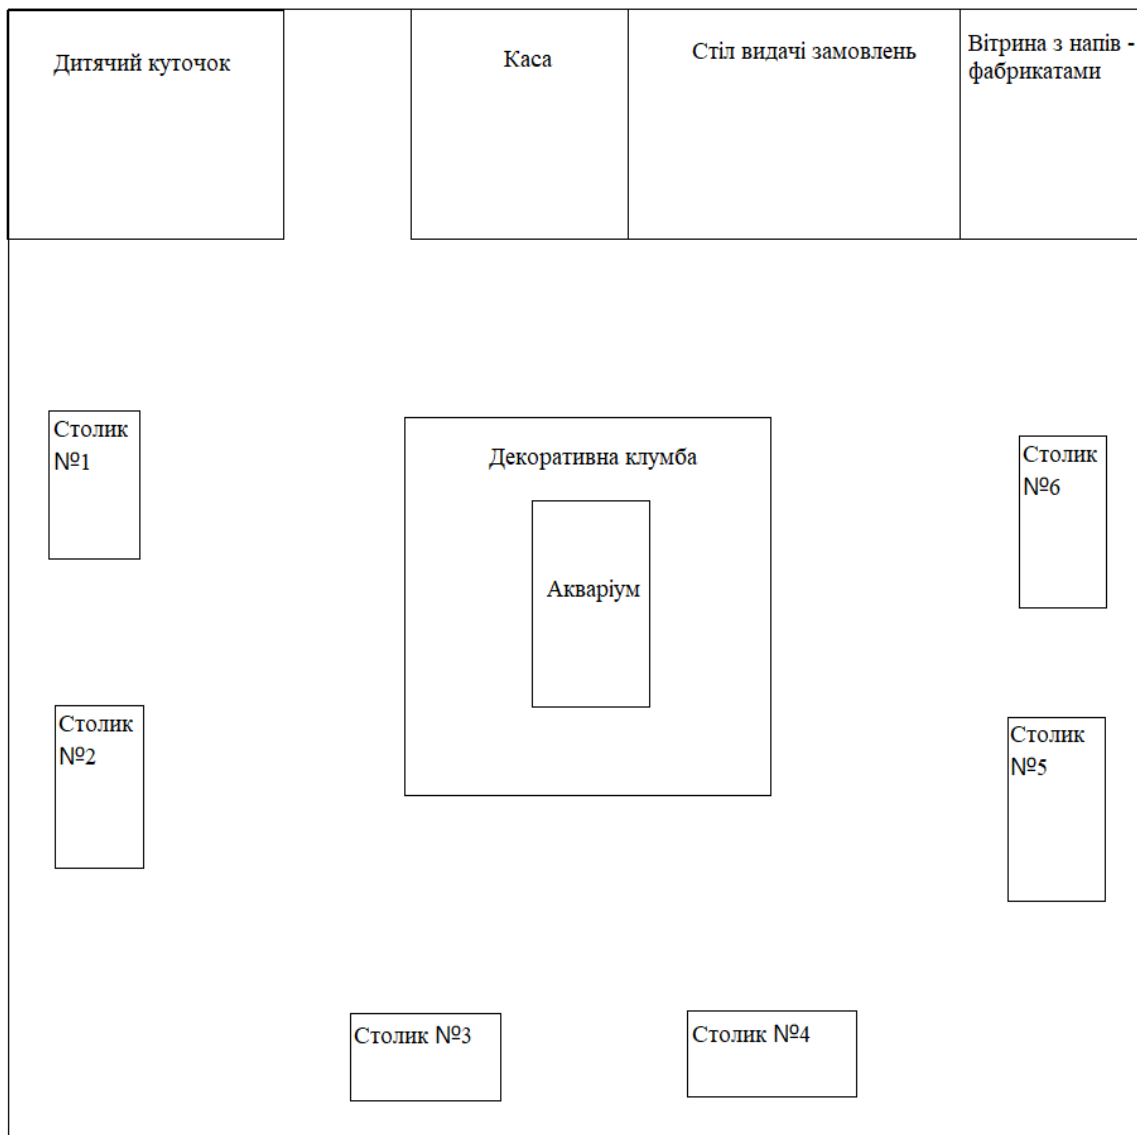 Дитячий куточок
Каса
Стіл видачі замовлень
Вітрина з напів -
фабрикатами
Столик
№1
Декоративна клумба
Столик
№6
Акваріум
Столик
№2
Столик
№5
Столик №3
Столик №4